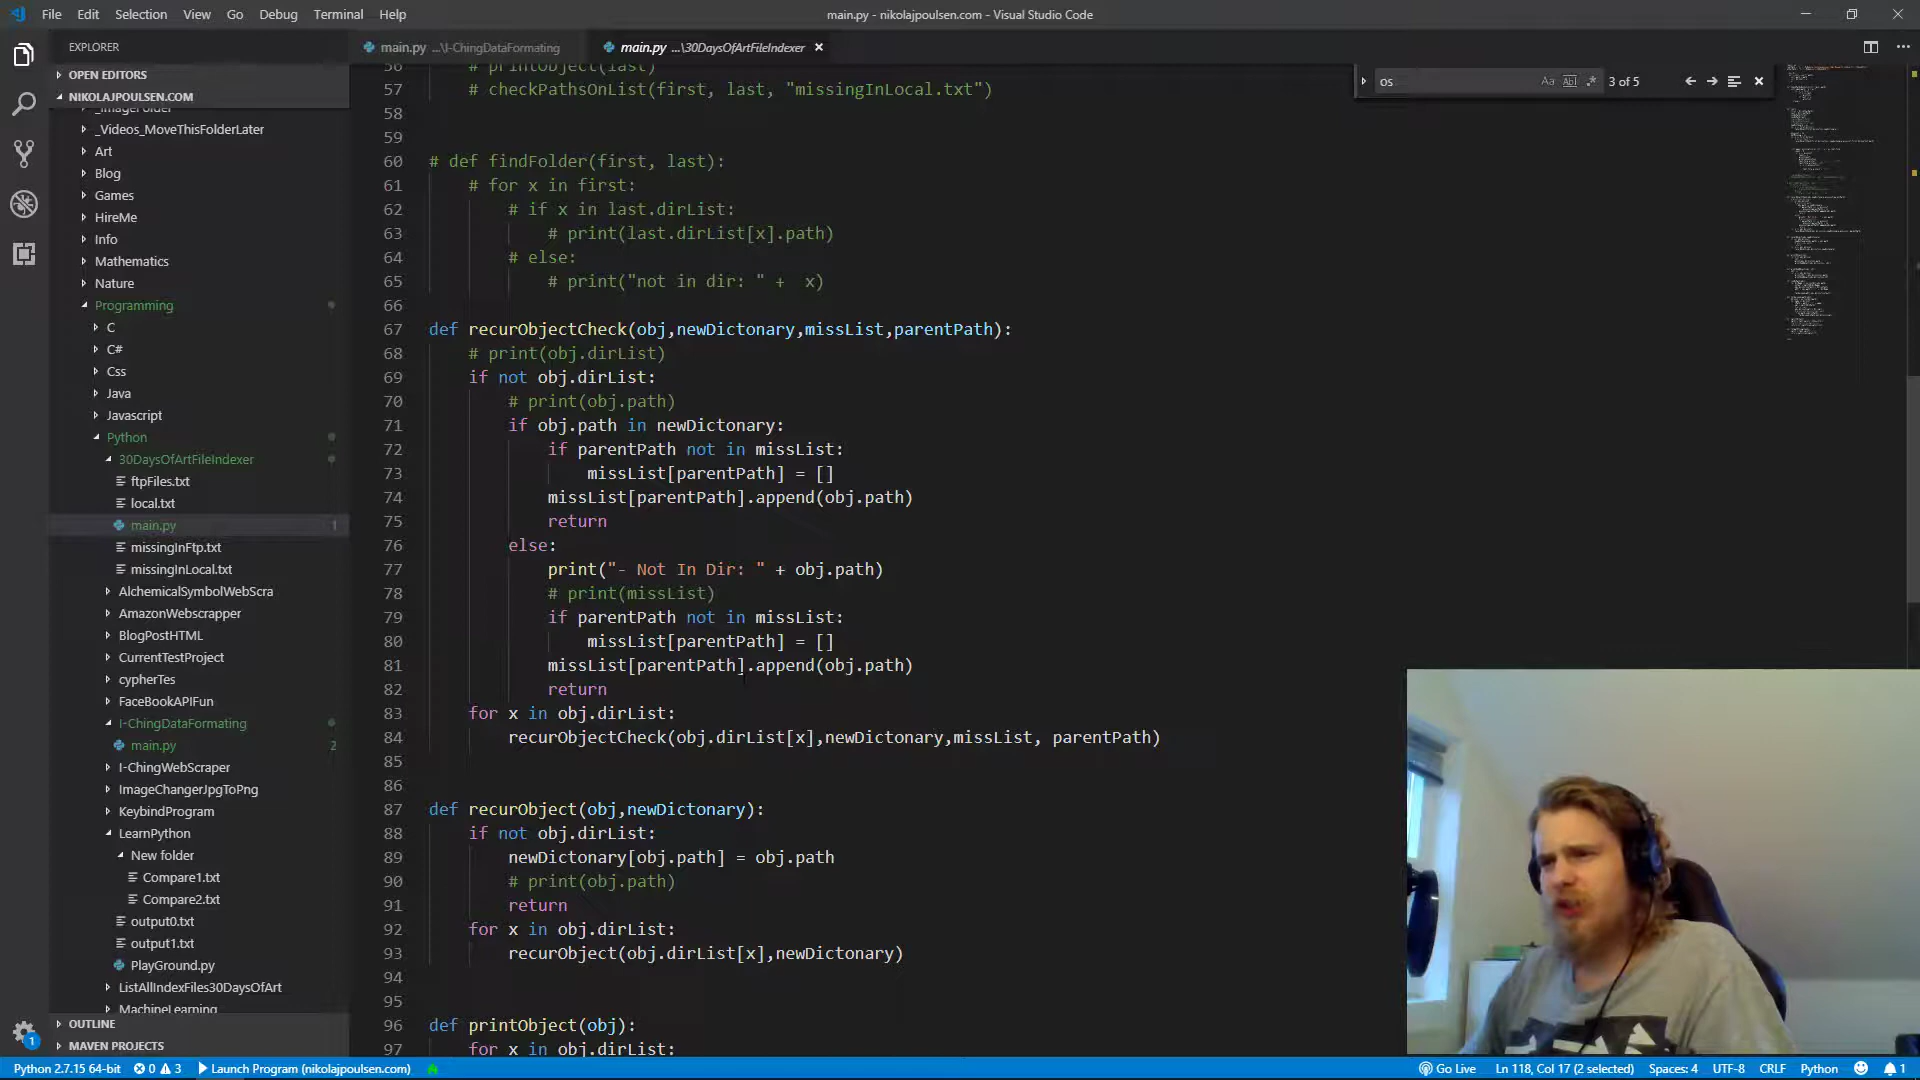 File Edit Selection View Go Debug Terminal Help
main.py - nikolajpoulsen.com - Visual Studio Code
EXPLORER
OPEN EDITORS
NIKOLAJPOULSEN.COM
_ImageFolder
_Videos_MoveThisFolderLater
Art
Blog
Games
HireMe
Info
Mathematics
Nature
Programming
C
C#
Css
Java
Javascript
Python
30DaysOfArtFileIndexer
ftpFiles.txt
local.txt
main.py 1
missingInFtp.txt
missingInLocal.txt
AlchemicalSymbolWebScra
AmazonWebscrapper
BlogPostHTML
CurrentTestProject
cypherTes
FaceBookAPIFun
I-ChingDataFormating
main.py 2
I-ChingWebScraper
ImageChangerJpgToPng
KeybindProgram
LearnPython
New folder
Compare1.txt
Compare2.txt
output0.txt
output1.txt
PlayGround.py
ListAllIndexFiles30DaysOfArt
MachineLearning
OUTLINE
MAVEN PROJECTS
main.py ...\I-ChingDataFormating
main.py ...\30DaysOfArtFileIndexer
os Aa Abl .* 3 of 5
56 # printObject(last)
57 # checkPathsOnList(first, last, "missingInLocal.txt")
58
59
60 # def findFolder(first, last):
61 # for x in first:
62 # if x in last.dirList:
63 # print(last.dirList[x].path)
64 # else:
65 # print("not in dir: " +  x)
66
67 def recurObjectCheck(obj,newDictonary,missList,parentPath):
68 # print(obj.dirList)
69 if not obj.dirList:
70 # print(obj.path)
71 if obj.path in newDictonary:
72 if parentPath not in missList:
73 missList[parentPath] = []
74 missList[parentPath].append(obj.path)
75 return
76 else:
77 print("- Not In Dir: " + obj.path)
78 # print(missList)
79 if parentPath not in missList:
80 missList[parentPath] = []
81 missList[parentPath].append(obj.path)
82 return
83 for x in obj.dirList:
84 recurObjectCheck(obj.dirList[x],newDictonary,missList, parentPath)
85
86
87 def recurObject(obj,newDictonary):
88 if not obj.dirList:
89 newDictonary[obj.path] = obj.path
90 # print(obj.path)
91 return
92 for x in obj.dirList:
93 recurObject(obj.dirList[x],newDictonary)
94
95
96 def printObject(obj):
97 for x in obj.dirList:
1
Python 2.7.15 64-bit 0 3 Launch Program (nikolajpoulsen.com) Go Live Ln 118, Col 17 (2 selected) Spaces: 4 UTF-8 CRLF Python 1